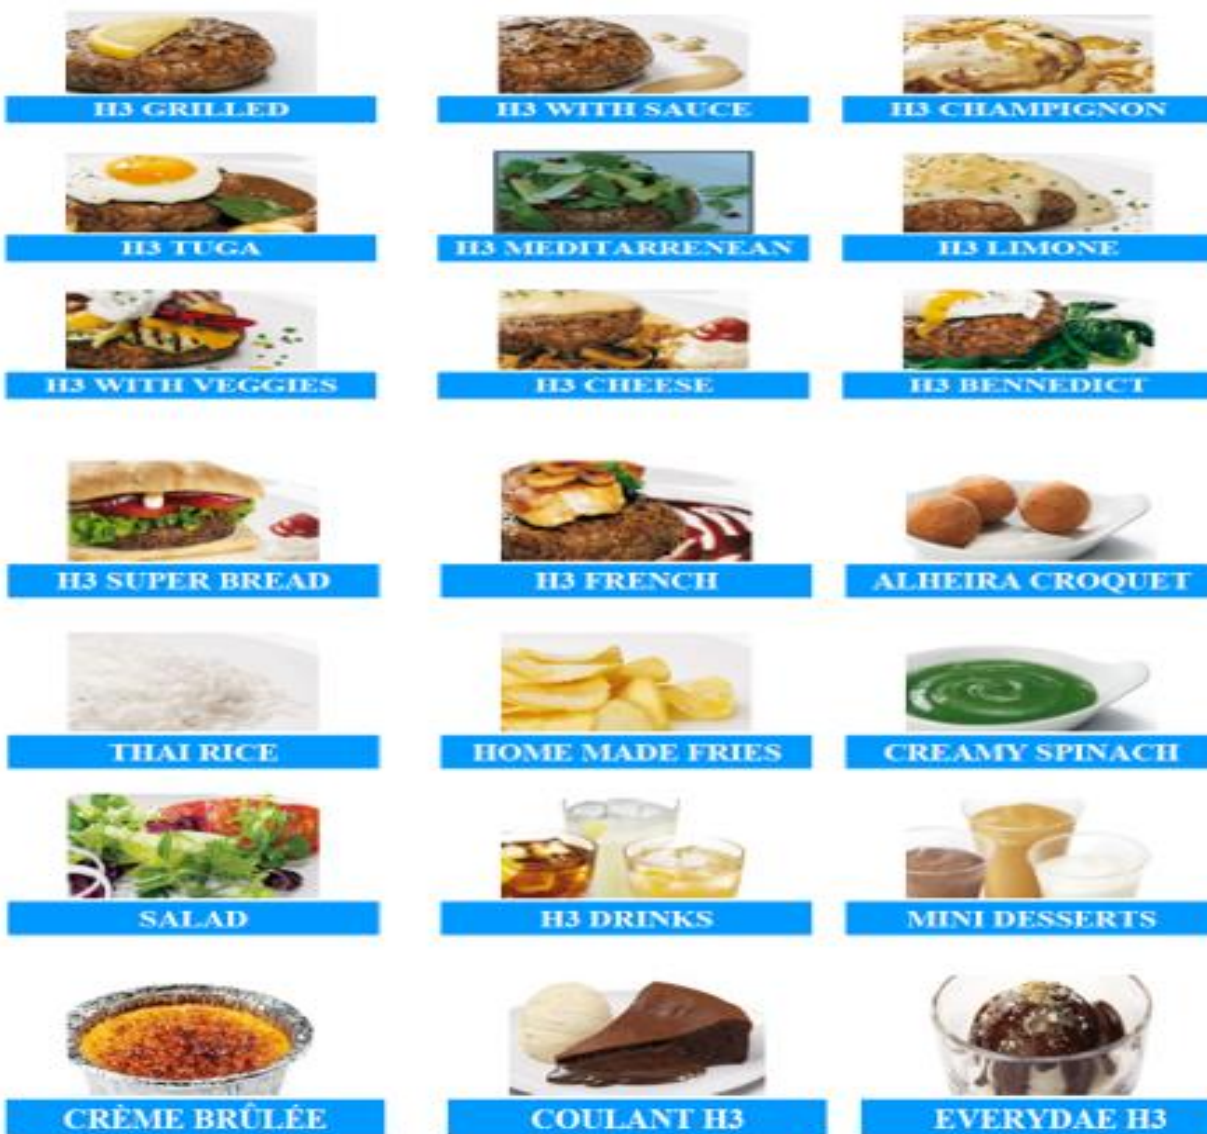 H3 GRILLED
H3 WITH SAUCE
H3 CHAMPIGNON
H3 TUGA
H3 MEDITARRENEAN
H3 LIMONE
H3 WITH VEGGIES
H3 CHEESE
H3 BENNEDICT
H3 SUPER BREAD
H3 FRENCH
ALHEIRA CROQUET
THAI RICE
HOME MADE FRIES
CREAMY SPINACH
SALAD
H3 DRINKS
MINI DESSERTS
CRÈME BRÛLÉE
COULANT H3
EVERYDAE H3